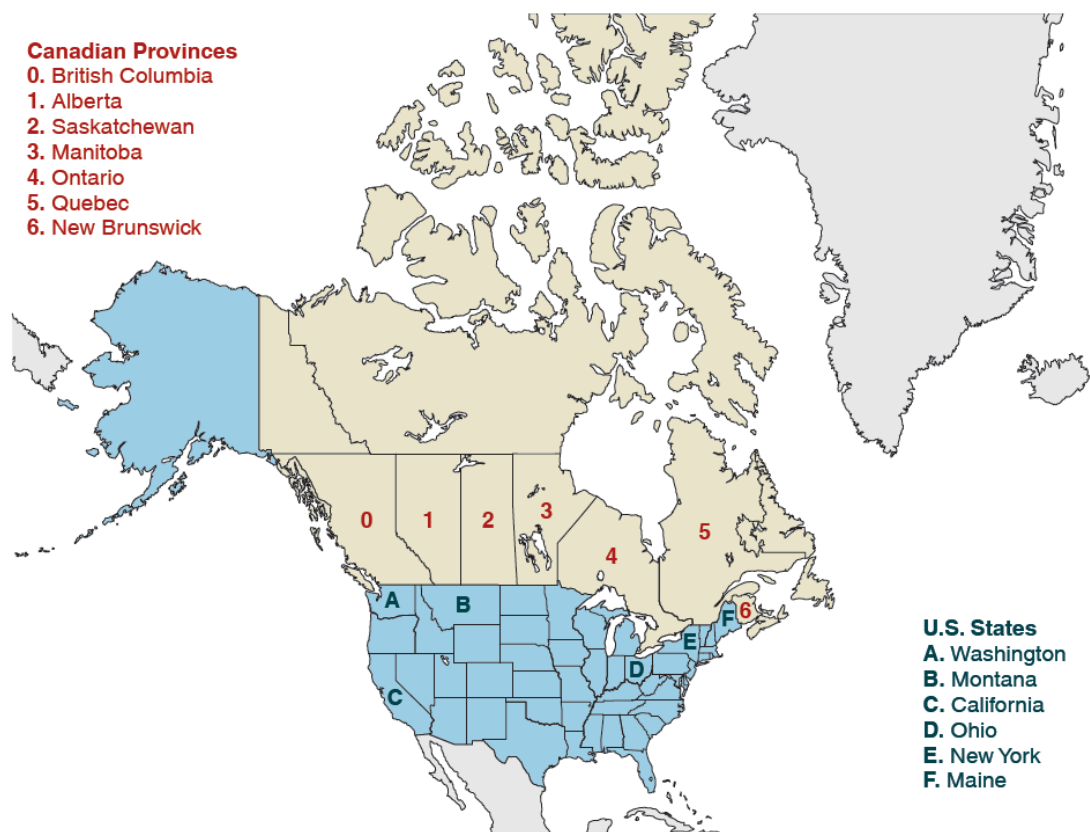 Canadian Provinces
0. British Columbia
1. Alberta
2. Saskatchewan
3. Manitoba
4. Ontario
5. Quebec
6. New Brunswick
0
1
2
3
4
5
6
A
B
C
D
E
F
U.S. States
A. Washington
B. Montana
C. California
D. Ohio
E. New York
F. Maine